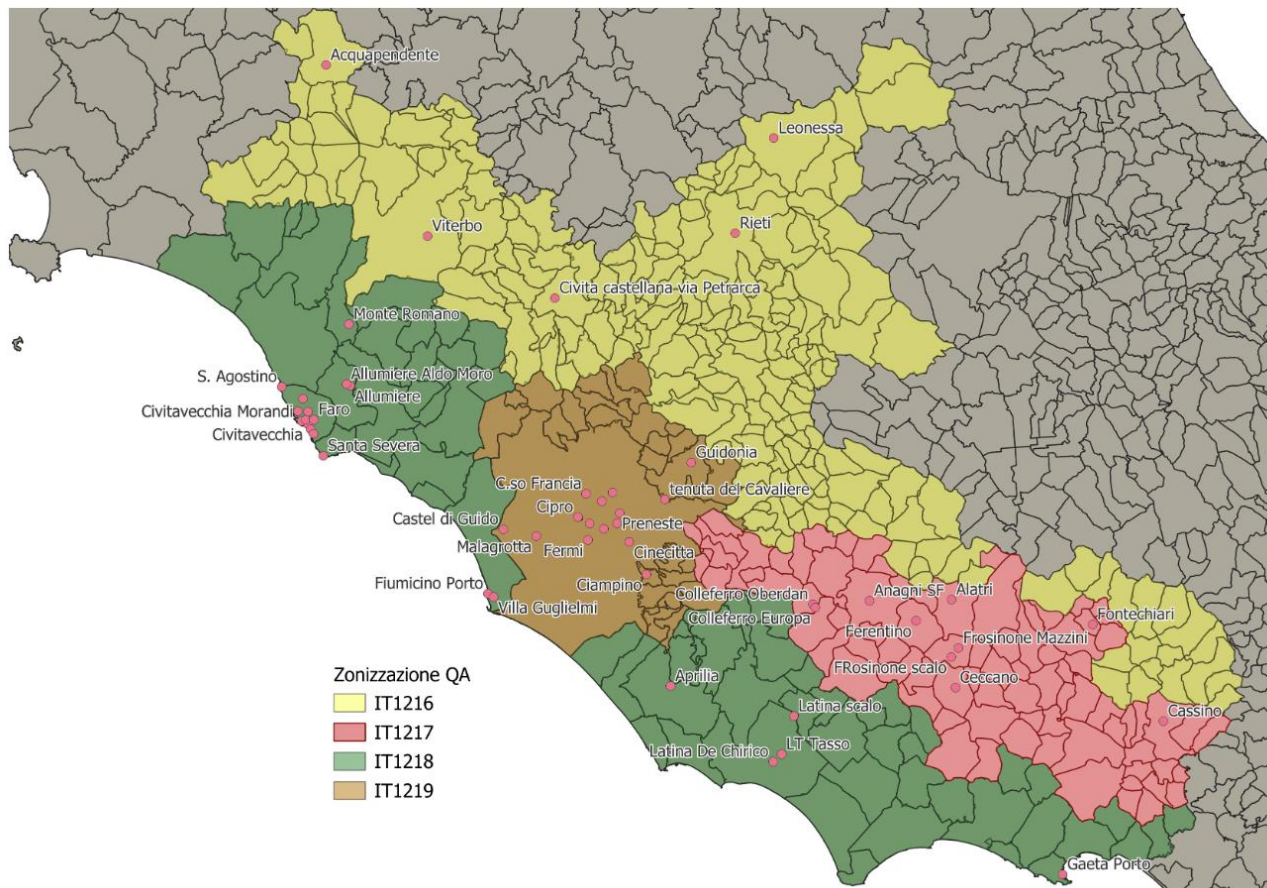 Acquapendente
Leonessa
Viterbo
Rieti
Civita castellana via Petrarca
Monte Romano
S. Agostino
Allumiere Aldo Moro
Allumiere
Civitavecchia Morandi
Faro
Civitavecchia
Santa Severa
Guidonia
C.so Francia
tenuta del Cavaliere
Cipro
Castel di Guido
Preneste
Malagrotta
Fermi
Cinecitta
Fiumicino Porto
Ciampino
Villa Guglielmi
Colleferro Oberdan
Anagni SF
Alatri
Colleferro Europa
Ferentino
Fontechiari
Frosinone Mazzini
FRosinone scalo
Ceccano
Aprilia
Latina scalo
Cassino
Latina De Chirico
LT Tasso
Gaeta Porto
Zonizzazione QA
IT1216
IT1217
IT1218
IT1219